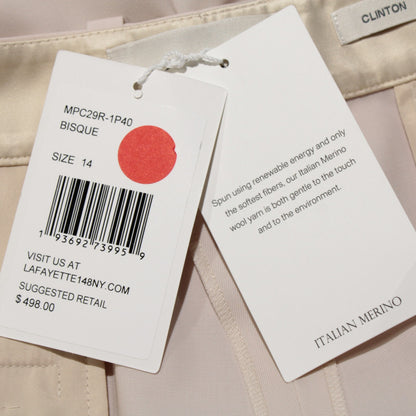 CLINTON
MPC29R-1P40
BISQUE
SIZE 14
1 93692 73995 9
VISIT US AT
LAFAYETTE148NY.COM
SUGGESTED RETAIL
$ 498.00
Spun using renewable energy and only
the softest fibers, our Italian Merino
wool yarn is both gentle to the touch
and to the environment.
ITALIAN MERINO